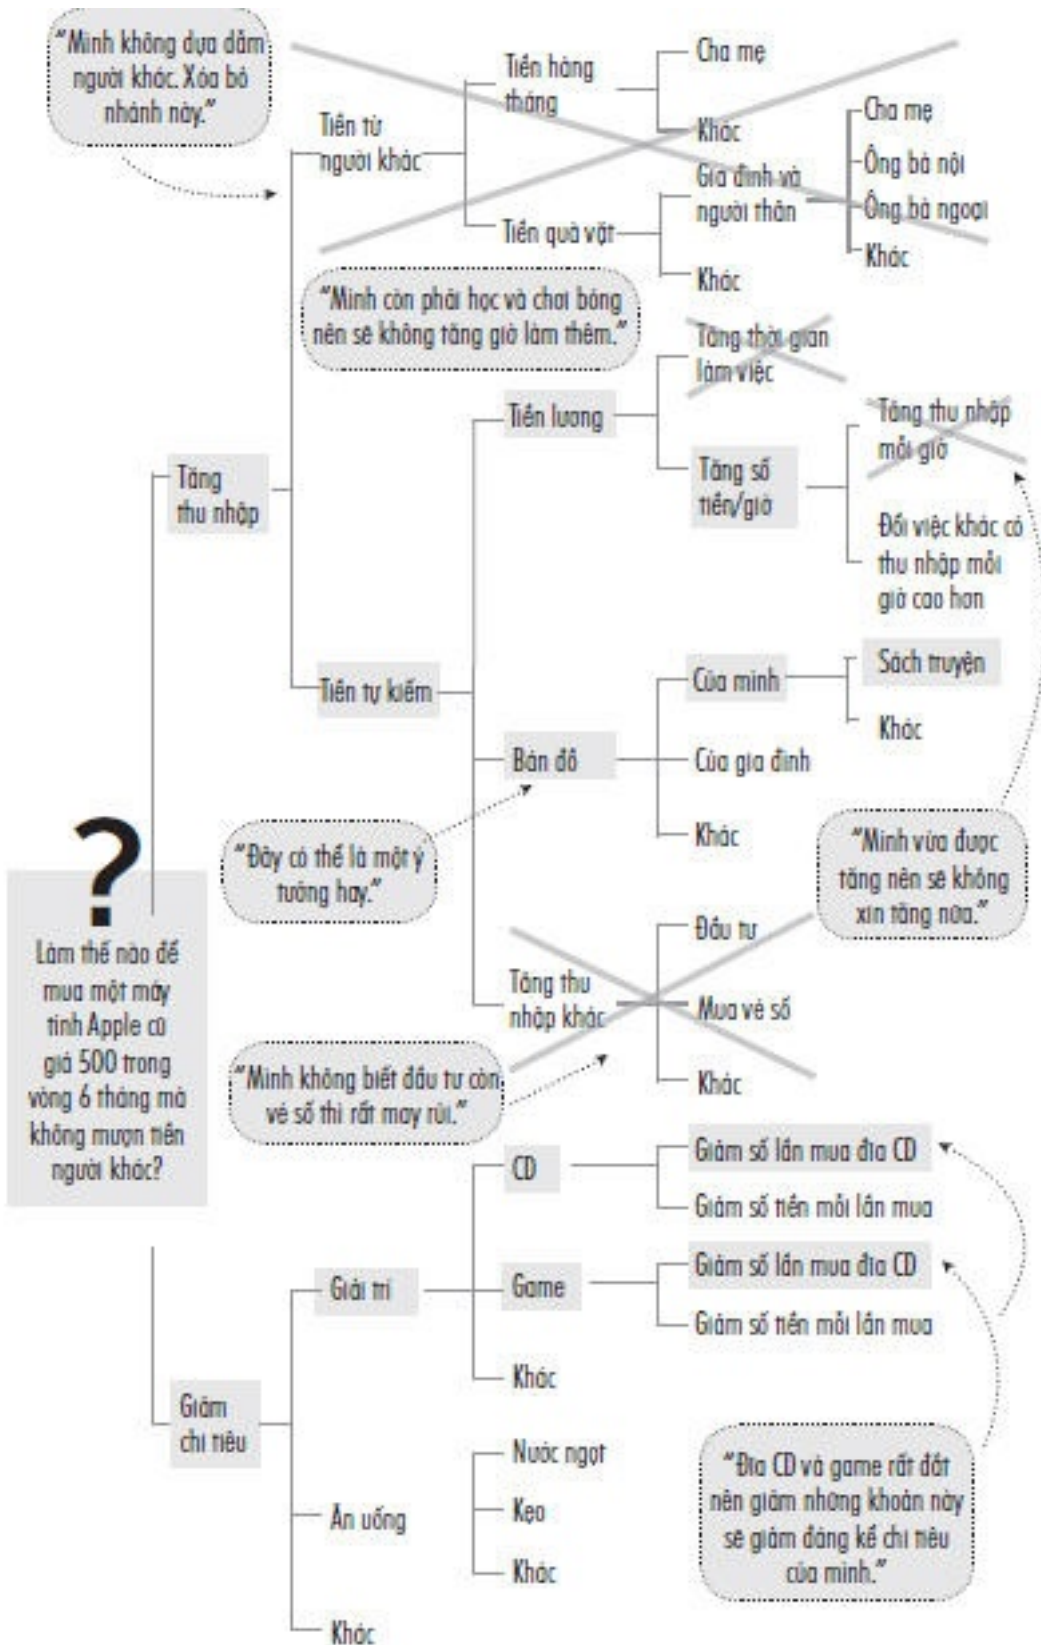 “Mình không dựa dẫm
người khác. Xóa bỏ
nhánh này.”
Tiền từ
người khác
Tiền hàng
tháng
Cha mẹ
Khác
Tiền quà vặt
Gia đình và
người thân
Khác
Cha mẹ
Ông bà nội
Ông bà ngoại
Khác
“Mình còn phải học và chơi bóng
nên sẽ không tăng giờ làm thêm.”
Tăng
thu nhập
Tiền tự kiếm
Tiền lương
Tăng thời gian
làm việc
Tăng số
tiền/giờ
Tăng thu nhập
mỗi giờ
Đổi việc khác có
thu nhập mỗi
giờ cao hơn
Bán đồ
Của mình
Sách truyện
Khác
Của gia đình
Khác
“Đây có thể là một ý
tưởng hay.”
“Mình vừa được
tăng nên sẽ không
xin tăng nữa.”
Tăng thu
nhập khác
Đầu tư
Mua vé số
Khác
“Mình không biết đầu tư còn
vé số thì rất may rủi.”
?
Làm thế nào để
mua một máy
tính Apple cũ
giá 500 trong
vòng 6 tháng mà
không mượn tiền
người khác?
Giảm
chi tiêu
Giải trí
CD
Giảm số lần mua đĩa CD
Giảm số tiền mỗi lần mua
Game
Giảm số lần mua đĩa CD
Giảm số tiền mỗi lần mua
Khác
Ăn uống
Nước ngọt
Kẹo
Khác
Khác
“Đĩa CD và game rất đắt
nên giảm những khoản này
sẽ giảm đáng kể chi tiêu
của mình.”